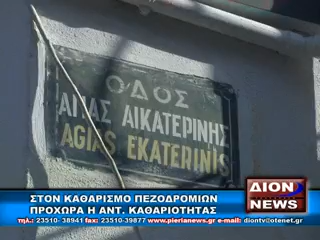 ΟΔΟΣ
ΑΓΙΑΣ ΑΙΚΑΤΕΡΙΝΗΣ
AGIAS EKATERINIS
ΣΤΟΝ ΚΑΘΑΡΙΣΜΟ ΠΕΖΟΔΡΟΜΙΩΝ
ΠΡΟΧΩΡΑ Η ΑΝΤ. ΚΑΘΑΡΙΟΤΗΤΑΣ
ΔΙΟΝ
NEWS
τηλ.: 23510- 38941 fax: 23510-39877 www.pierianews.gr e-mail: diontv@otenet.gr